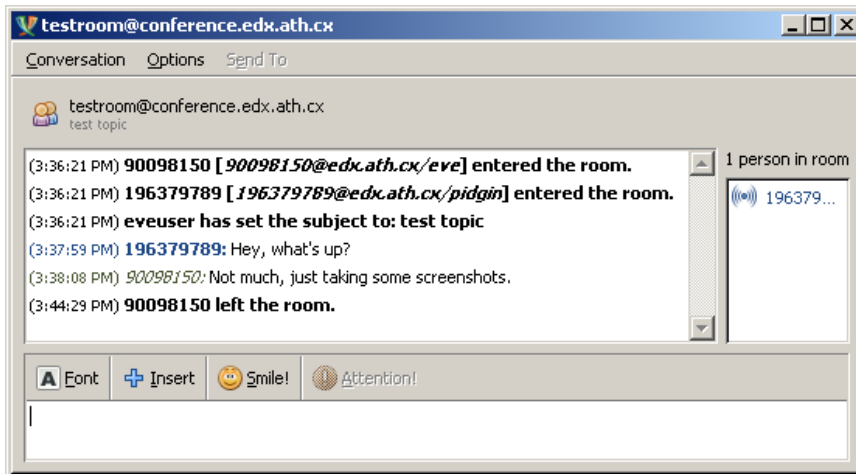 testroom@conference.edx.ath.cx
Conversation Options Send To
testroom@conference.edx.ath.cx
test topic
(3:36:21 PM) 90098150 [90098150@edx.ath.cx/eve] entered the room.
(3:36:21 PM) 196379789 [196379789@edx.ath.cx/pidgin] entered the room.
(3:36:21 PM) eveuser has set the subject to: test topic
(3:37:59 PM) 196379789: Hey, what's up?
(3:38:08 PM) 90098150: Not much, just taking some screenshots.
(3:44:29 PM) 90098150 left the room.
1 person in room
196379...
A Font Insert Smile! Attention!